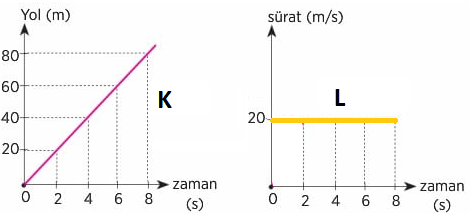 Yol (m)
80
60
40
20
0 2 4 6 8
zaman
(s)
K
sürat (m/s)
20
L
0 2 4 6 8
zaman
(s)